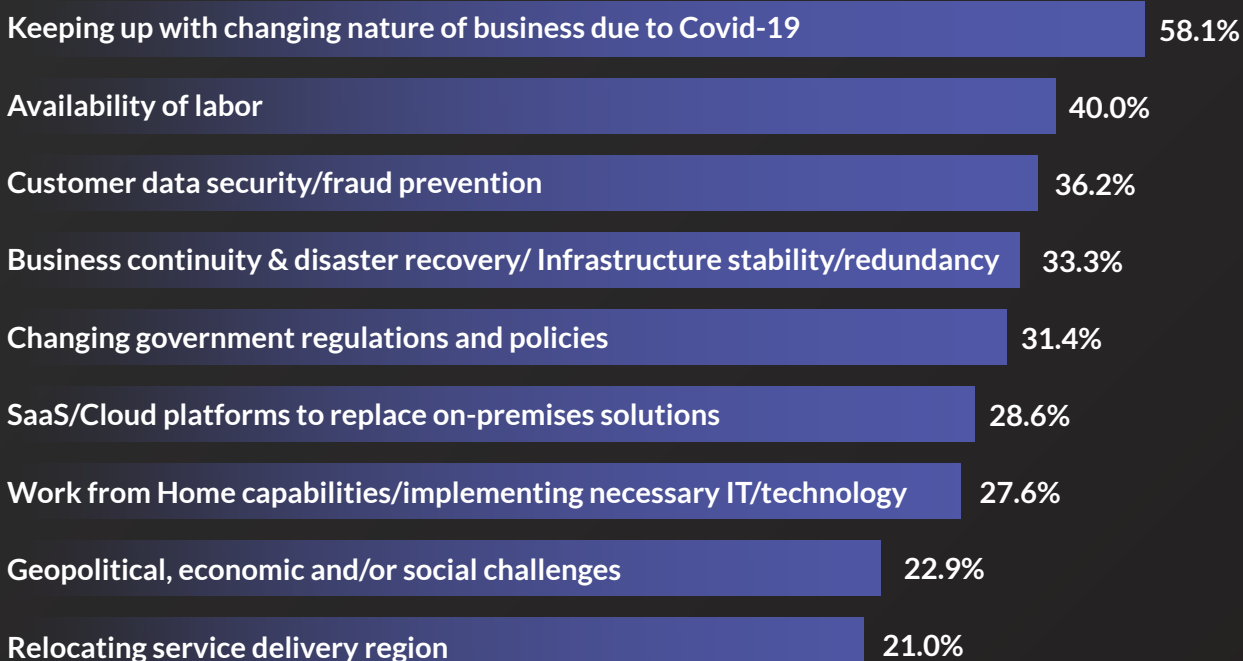 Keeping up with changing nature of business due to Covid-19 58.1%
Availability of labor 40.0%
Customer data security/fraud prevention 36.2%
Business continuity & disaster recovery/ Infrastructure stability/redundancy 33.3%
Changing government regulations and policies 31.4%
SaaS/Cloud platforms to replace on-premises solutions 28.6%
Work from Home capabilities/implementing necessary IT/technology 27.6%
Geopolitical, economic and/or social challenges 22.9%
Relocating service delivery region 21.0%